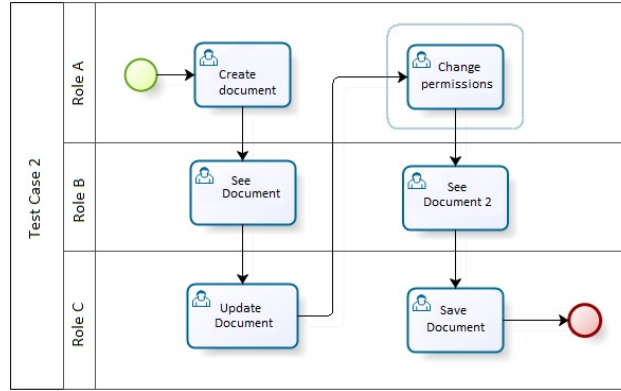 Test Case 2
Role A
Create
document
Change
permissions
Role B
See
Document
See
Document 2
Role C
Update
Document
Save
Document